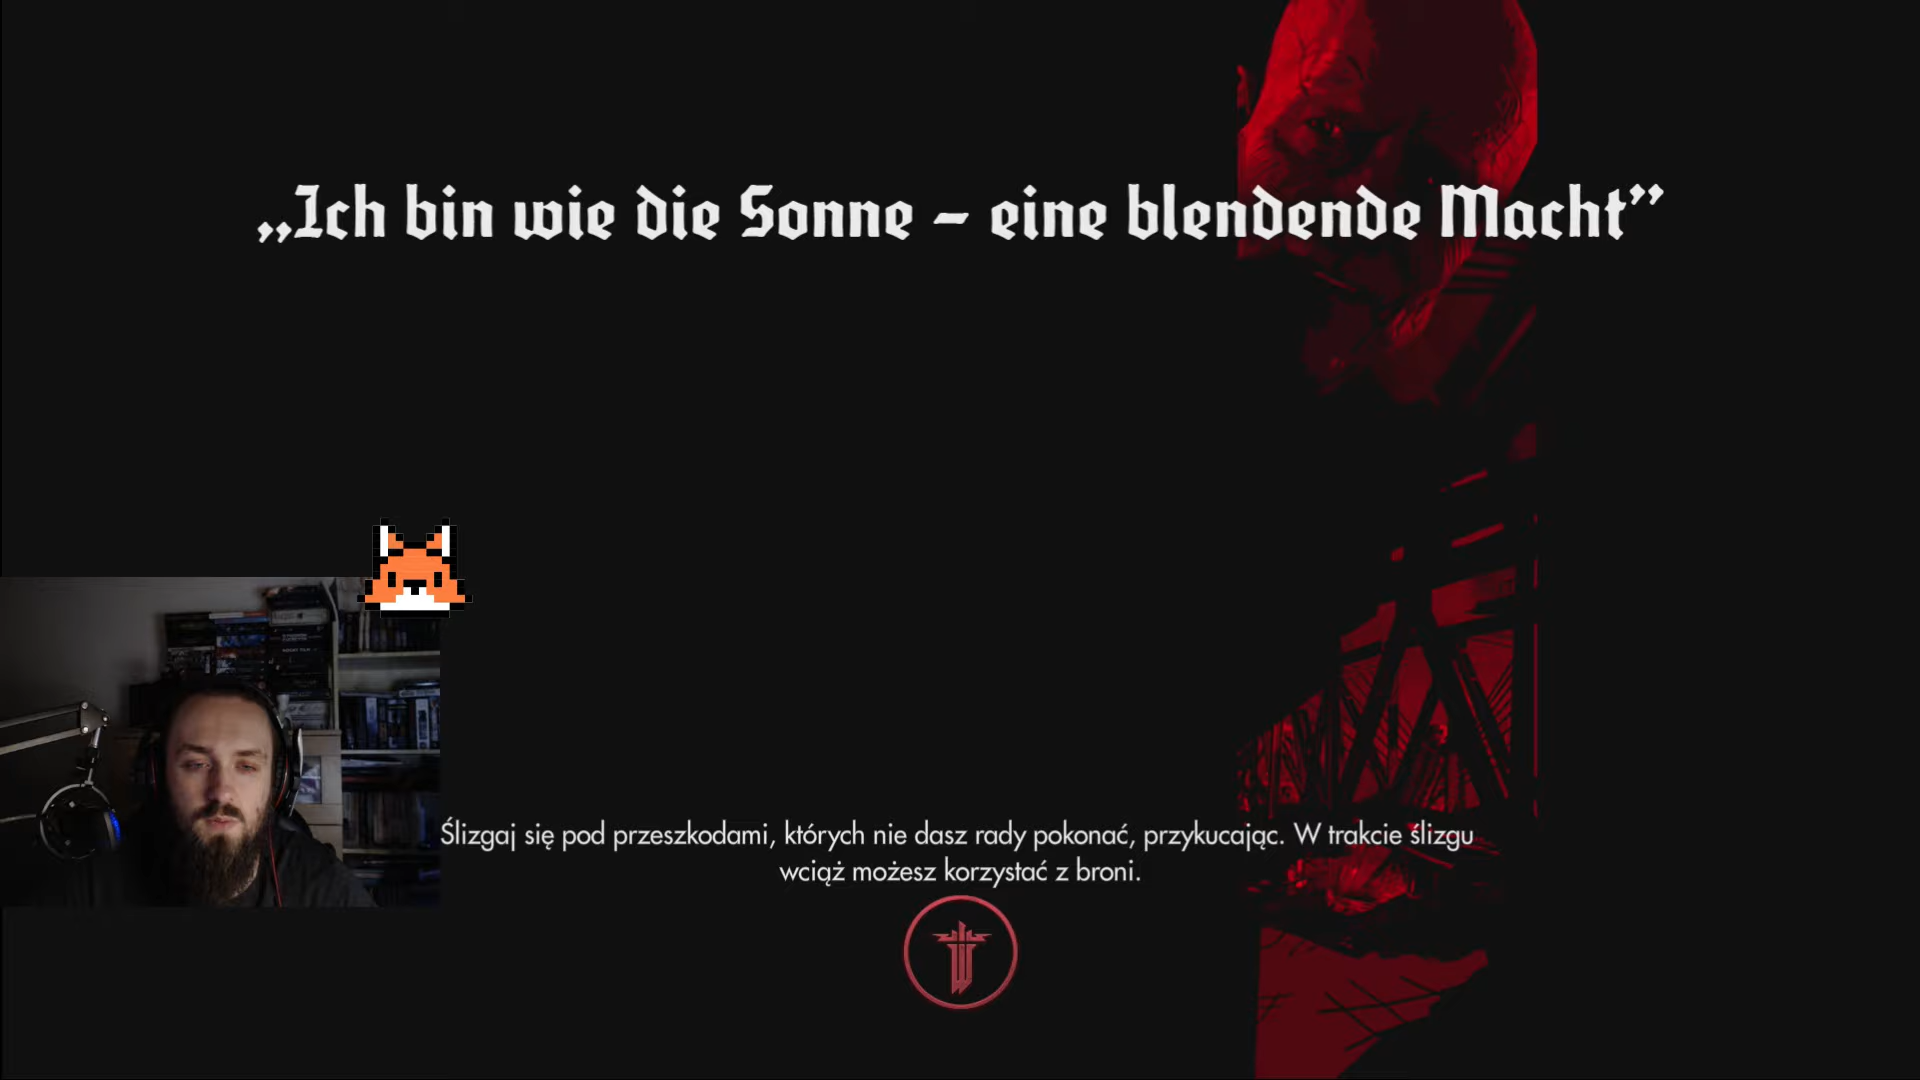 „Ich bin wie die Sonne – eine blendende Macht”
Ślizgaj się pod przeszkodami, których nie dasz rady pokonać, przykucając. W trakcie ślizgu
wciąż możesz korzystać z broni.